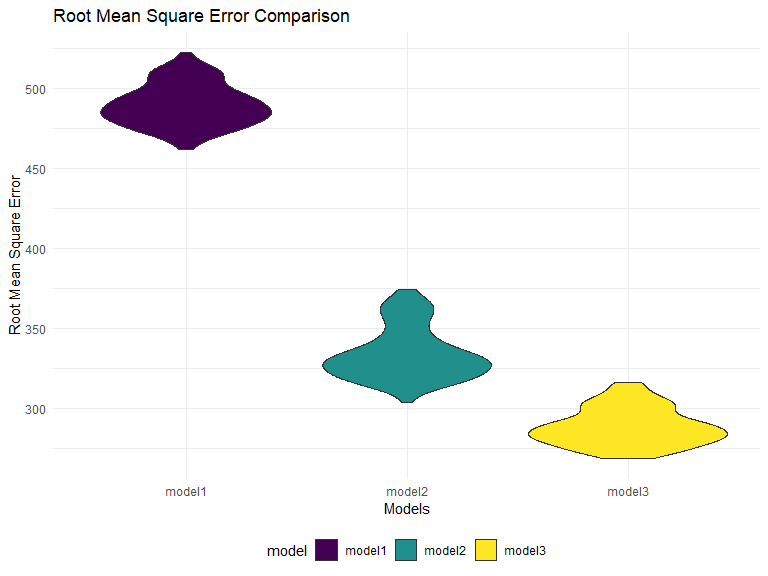 Root Mean Square Error Comparison
Root Mean Square Error
500
450
400
350
300
model1 model2 model3
Models
model model1 model2 model3